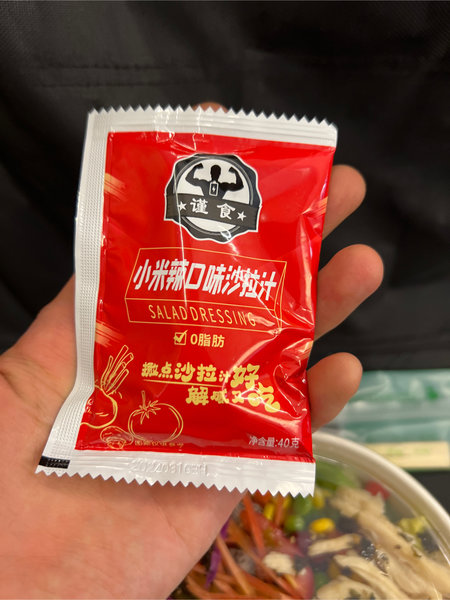 谨食
小米辣口味沙拉汁
SALAD DRESSING
0脂肪
撒点沙拉汁好
解腻又好吃
净含量:40克